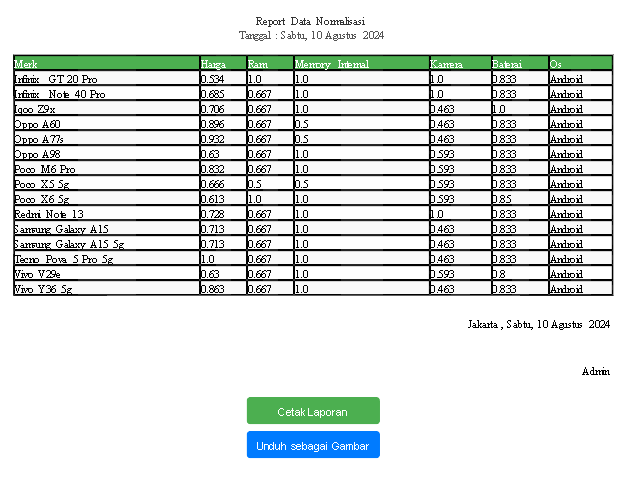 Report Data Normalisasi
Tanggal : Sabtu, 10 Agustus 2024
Merk Harga Ram Memory Internal Kamera Baterai Os
Infinix GT 20 Pro 0.534 1.0 1.0 1.0 0.833 Android
Infinix Note 40 Pro 0.685 0.667 1.0 1.0 0.833 Android
Iqoo Z9x 0.706 0.667 1.0 0.463 1.0 Android
Oppo A60 0.896 0.667 0.5 0.463 0.833 Android
Oppo A77s 0.932 0.667 0.5 0.463 0.833 Android
Oppo A98 0.63 0.667 1.0 0.593 0.833 Android
Poco M6 Pro 0.832 0.667 1.0 0.593 0.833 Android
Poco X5 5g 0.666 0.5 0.5 0.593 0.833 Android
Poco X6 5g 0.613 1.0 1.0 0.593 0.85 Android
Redmi Note 13 0.728 0.667 1.0 1.0 0.833 Android
Samsung Galaxy A15 0.713 0.667 1.0 0.463 0.833 Android
Samsung Galaxy A15 5g 0.713 0.667 1.0 0.463 0.833 Android
Tecno Pova 5 Pro 5g 1.0 0.667 1.0 0.463 0.833 Android
Vivo V29e 0.63 0.667 1.0 0.593 0.8 Android
Vivo Y36 5g 0.863 0.667 1.0 0.463 0.833 Android
Jakarta , Sabtu, 10 Agustus 2024
Admin
Cetak Laporan
Unduh sebagai Gambar